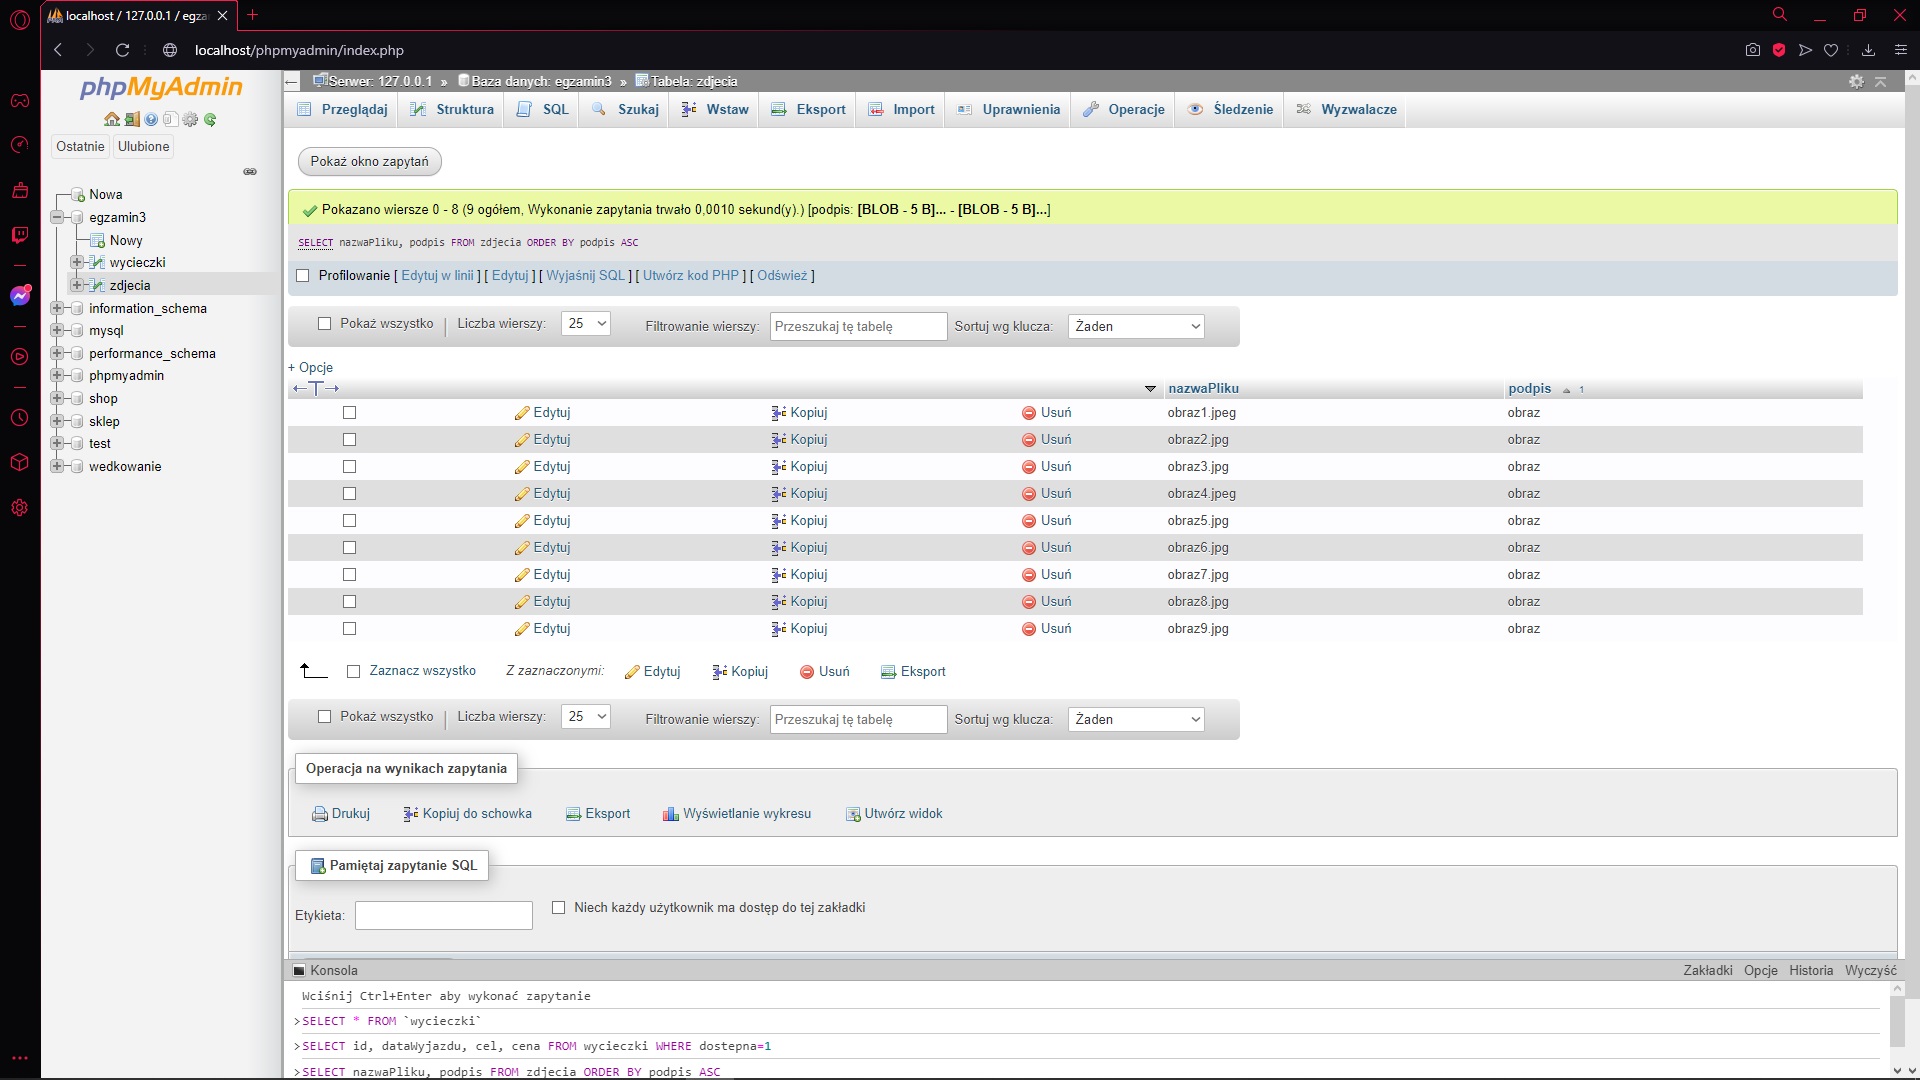 localhost / 127.0.0.1 / egza
localhost/phpmyadmin/index.php
phpMyAdmin
Ostatnie Ulubione
Nowa
egzamin3
Nowy
wycieczki
zdjecia
information_schema
mysql
performance_schema
phpmyadmin
shop
sklep
test
wedkowanie
Serwer: 127.0.0.1 » Baza danych: egzamin3 » Tabela: zdjecia
Przeglądaj Struktura SQL Szukaj Wstaw Eksport Import Uprawnienia Operacje Śledzenie Wyzwalacze
Pokaż okno zapytań
Pokazano wiersze 0 - 8 (9 ogółem, Wykonanie zapytania trwało 0,0010 sekund(y).) [podpis: [BLOB - 5 B]... - [BLOB - 5 B]...]
SELECT nazwaPliku, podpis FROM zdjecia ORDER BY podpis ASC
Profilowanie [ Edytuj w linii ] [ Edytuj ] [ Wyjaśnij SQL ] [ Utwórz kod PHP ] [ Odśwież ]
Pokaż wszystko | Liczba wierszy: 25 Filtrowanie wierszy: Przeszukaj tę tabelę Sortuj wg klucza: Żaden
+ Opcje
←T→ nazwaPliku podpis 1
Edytuj Kopiuj Usuń obraz1.jpeg obraz
Edytuj Kopiuj Usuń obraz2.jpg obraz
Edytuj Kopiuj Usuń obraz3.jpg obraz
Edytuj Kopiuj Usuń obraz4.jpeg obraz
Edytuj Kopiuj Usuń obraz5.jpg obraz
Edytuj Kopiuj Usuń obraz6.jpg obraz
Edytuj Kopiuj Usuń obraz7.jpg obraz
Edytuj Kopiuj Usuń obraz8.jpg obraz
Edytuj Kopiuj Usuń obraz9.jpg obraz
Zaznacz wszystko Z zaznaczonymi: Edytuj Kopiuj Usuń Eksport
Pokaż wszystko | Liczba wierszy: 25 Filtrowanie wierszy: Przeszukaj tę tabelę Sortuj wg klucza: Żaden
Operacja na wynikach zapytania
Drukuj Kopiuj do schowka Eksport Wyświetlanie wykresu Utwórz widok
Pamiętaj zapytanie SQL
Etykieta: Niech każdy użytkownik ma dostęp do tej zakładki
Konsola Zakładki Opcje Historia Wyczyść
Wciśnij Ctrl+Enter aby wykonać zapytanie
>SELECT * FROM `wycieczki`
>SELECT id, dataWyjazdu, cel, cena FROM wycieczki WHERE dostepna=1
>SELECT nazwaPliku, podpis FROM zdjecia ORDER BY podpis ASC